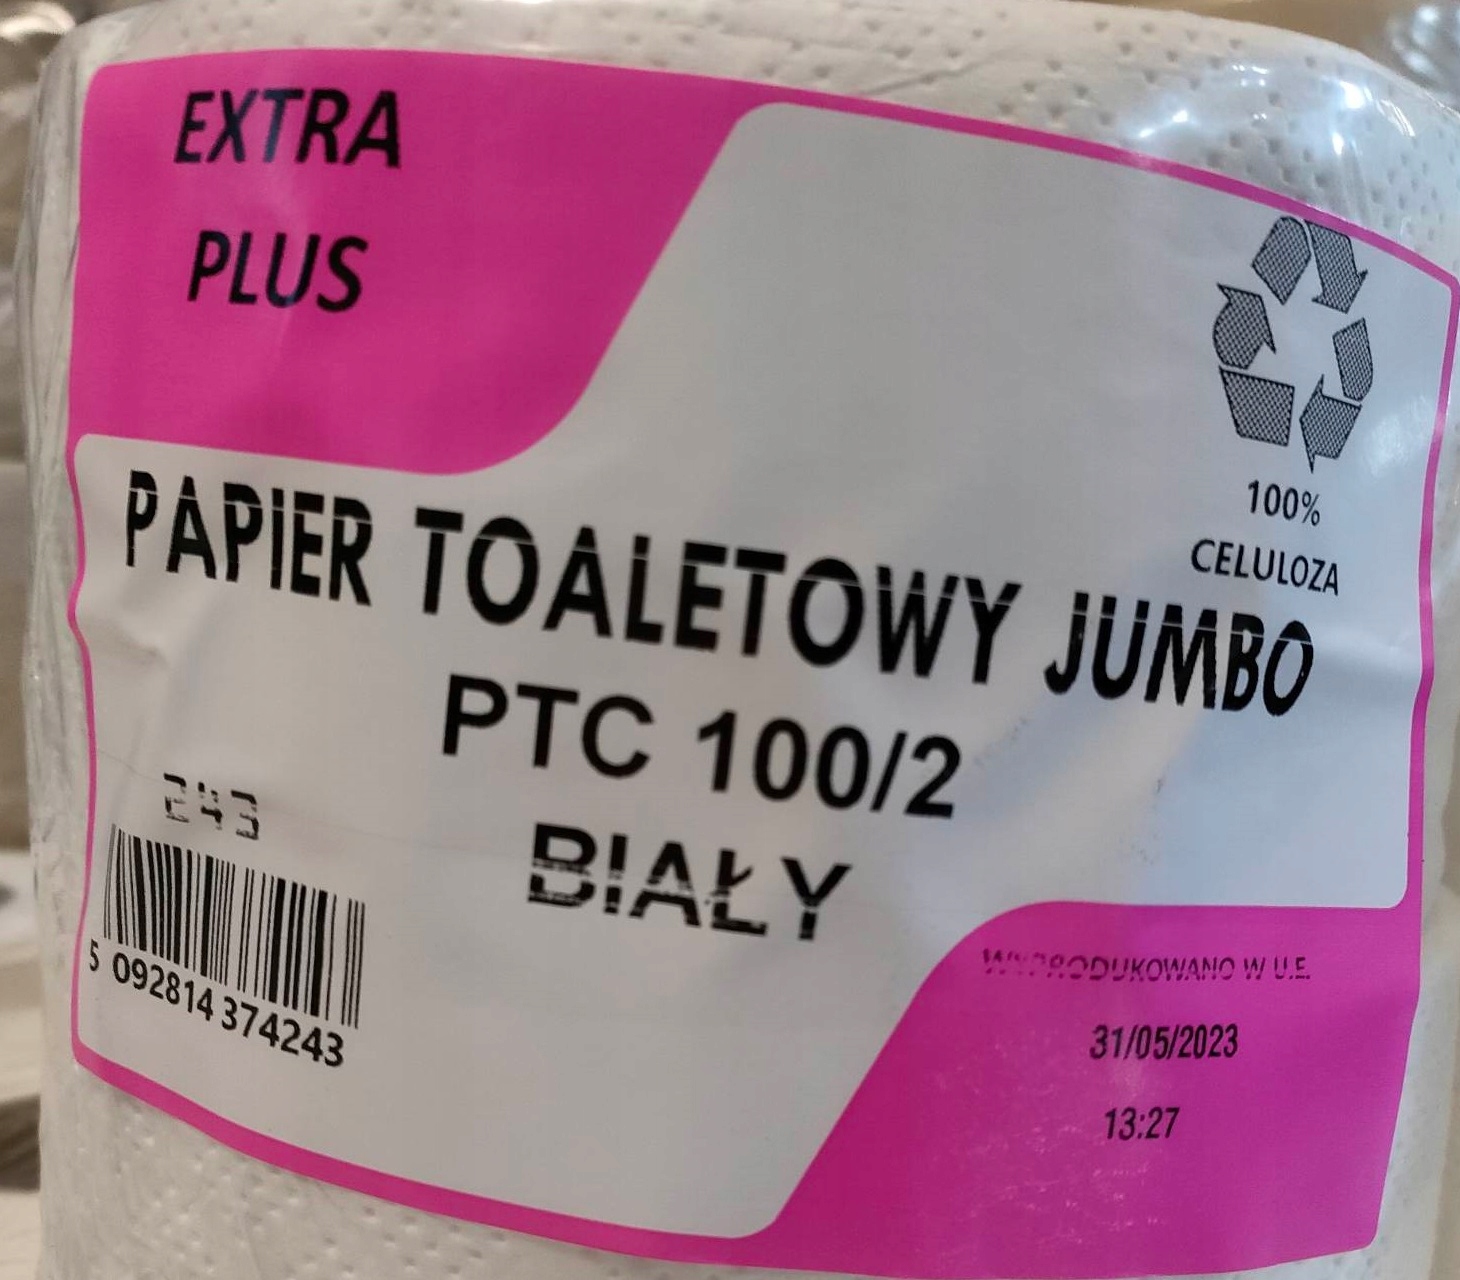 EXTRA
PLUS
100%
CELULOZA
PAPIER TOALETOWY JUMBO
PTC 100/2
BIAŁY
243
5 092814 374243
WYPRODUKOWANO W U.E.
31/05/2023
13:27